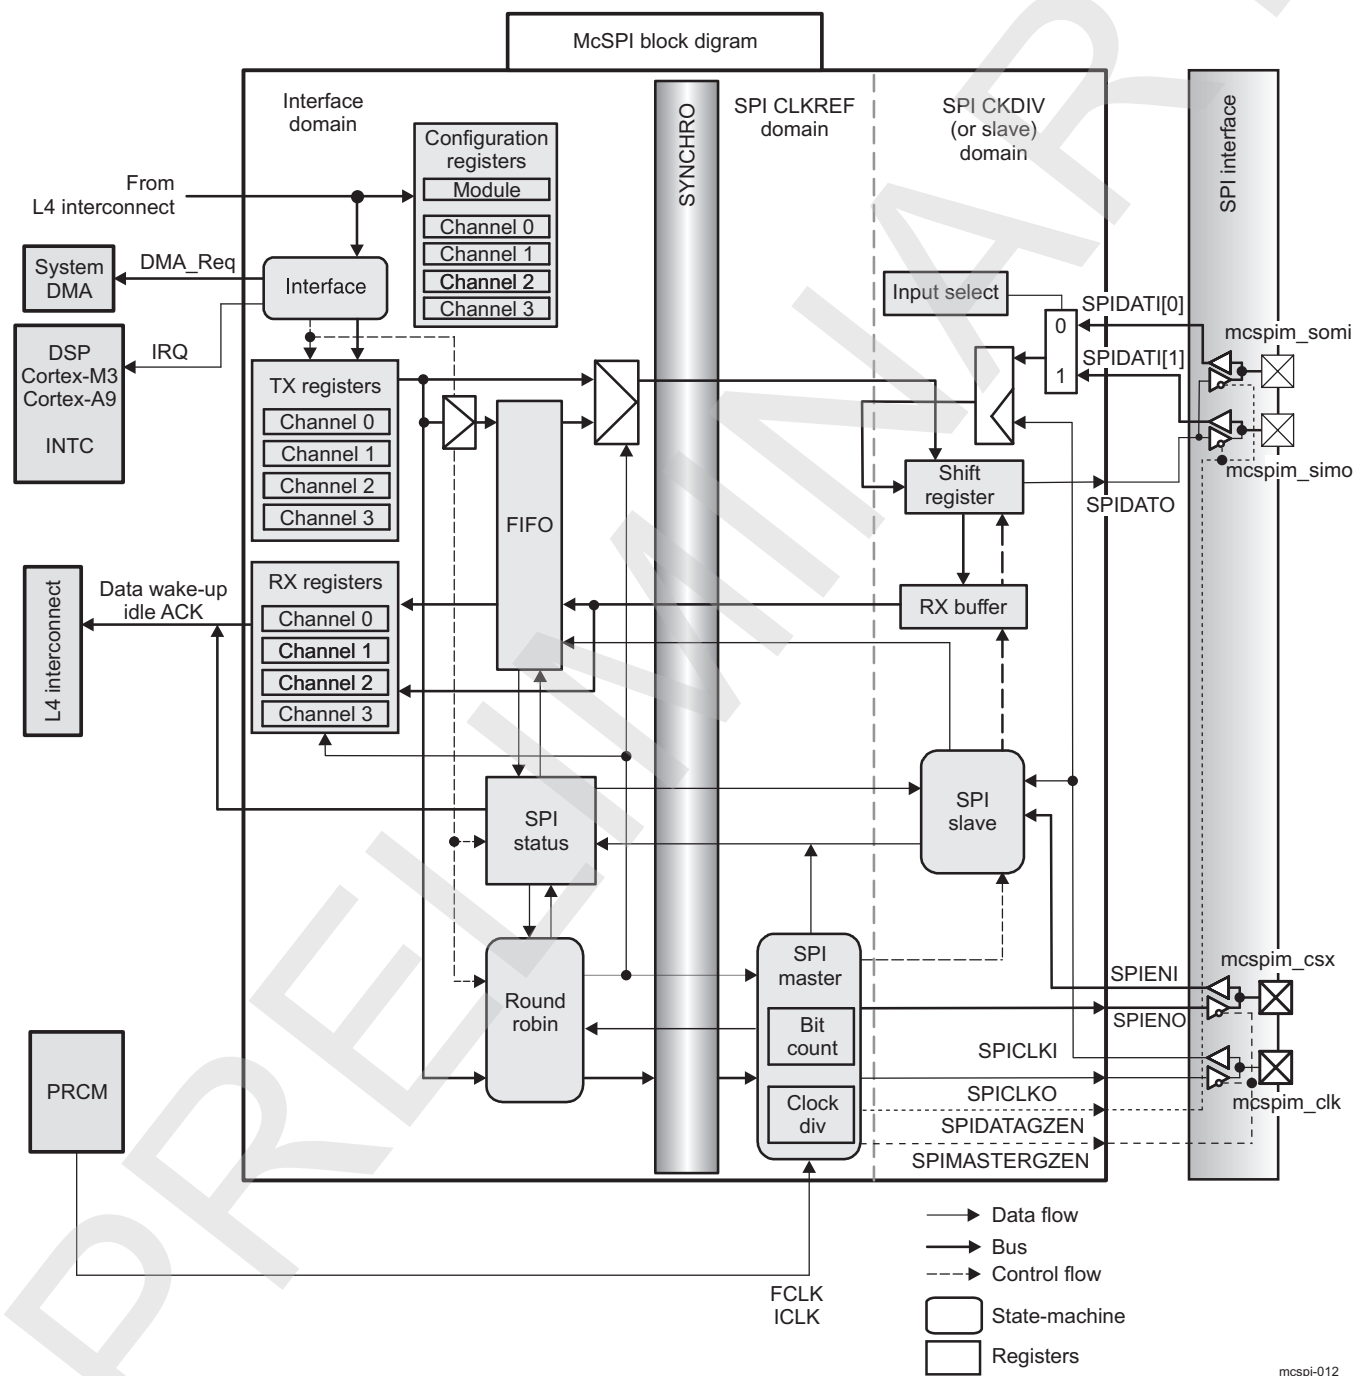 McSPI block digram
Interface
domain
SYNCHRO
SPI CLKREF
domain
SPI CKDIV
(or slave)
domain
SPI interface
Configuration
registers
Module
Channel 0
Channel 1
Channel 2
Channel 3
From
L4 interconnect
System
DMA
DMA_Req
Interface
DSP
Cortex-M3
Cortex-A9
INTC
IRQ
TX registers
Channel 0
Channel 1
Channel 2
Channel 3
FIFO
Input select
0
1
SPIDATI[0]
SPIDATI[1]
mcspim_somi
mcspim_simo
Shift
register
SPIDATO
RX registers
Channel 0
Channel 1
Channel 2
Channel 3
RX buffer
L4 interconnect
Data wake-up
idle ACK
SPI
status
SPI
slave
Round
robin
SPI
master
Bit
count
Clock
div
SPIENI
SPIENO
SPICLKI
SPICLKO
SPIDATAGZEN
SPIMASTERGZEN
mcspim_csx
mcspim_clk
PRCM
FCLK
ICLK
Data flow
Bus
Control flow
State-machine
Registers
mcspi-012
PRELIMINARY